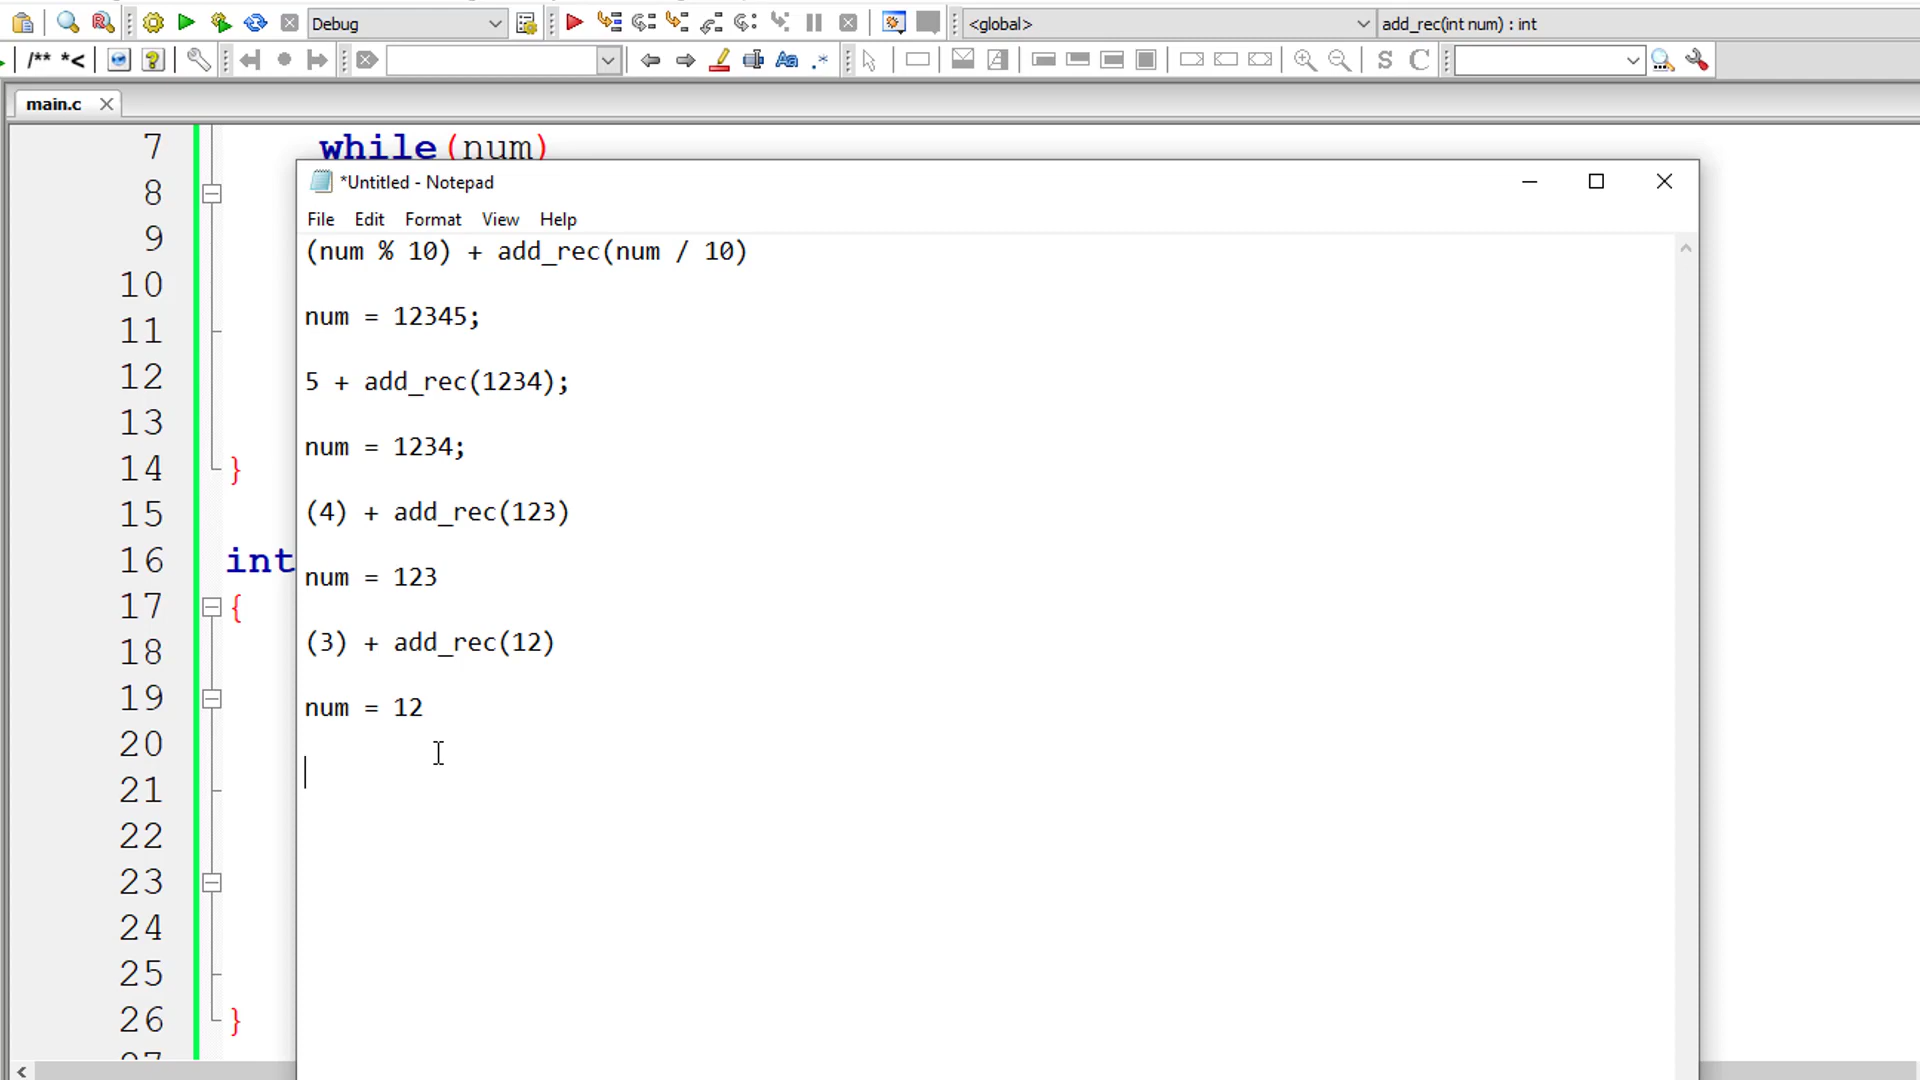 Debug
<global>
add_rec(int num) : int
/** *<
main.c
7
while(num)
*Untitled - Notepad
File Edit Format View Help
8
9
10
11
12
13
14 }
15
16 int
17 {
18
19
20
21
22
23
24
25
26 }
27
(num % 10) + add_rec(num / 10)
num = 12345;
5 + add_rec(1234);
num = 1234;
(4) + add_rec(123)
num = 123
(3) + add_rec(12)
num = 12